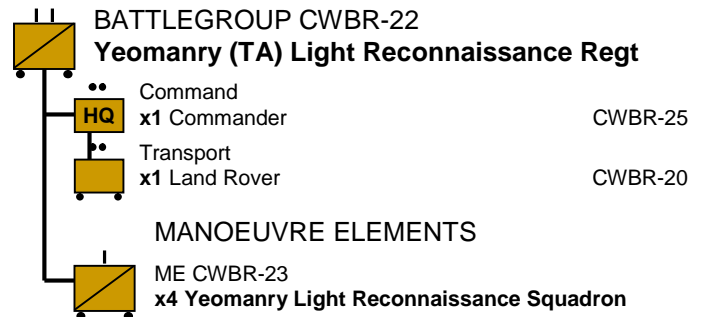 BATTLEGROUP CWBR-22
Yeomanry (TA) Light Reconnaissance Regt
Command
HQ x1 Commander CWBR-25
Transport
x1 Land Rover CWBR-20
MANOEUVRE ELEMENTS
ME CWBR-23
x4 Yeomanry Light Reconnaissance Squadron